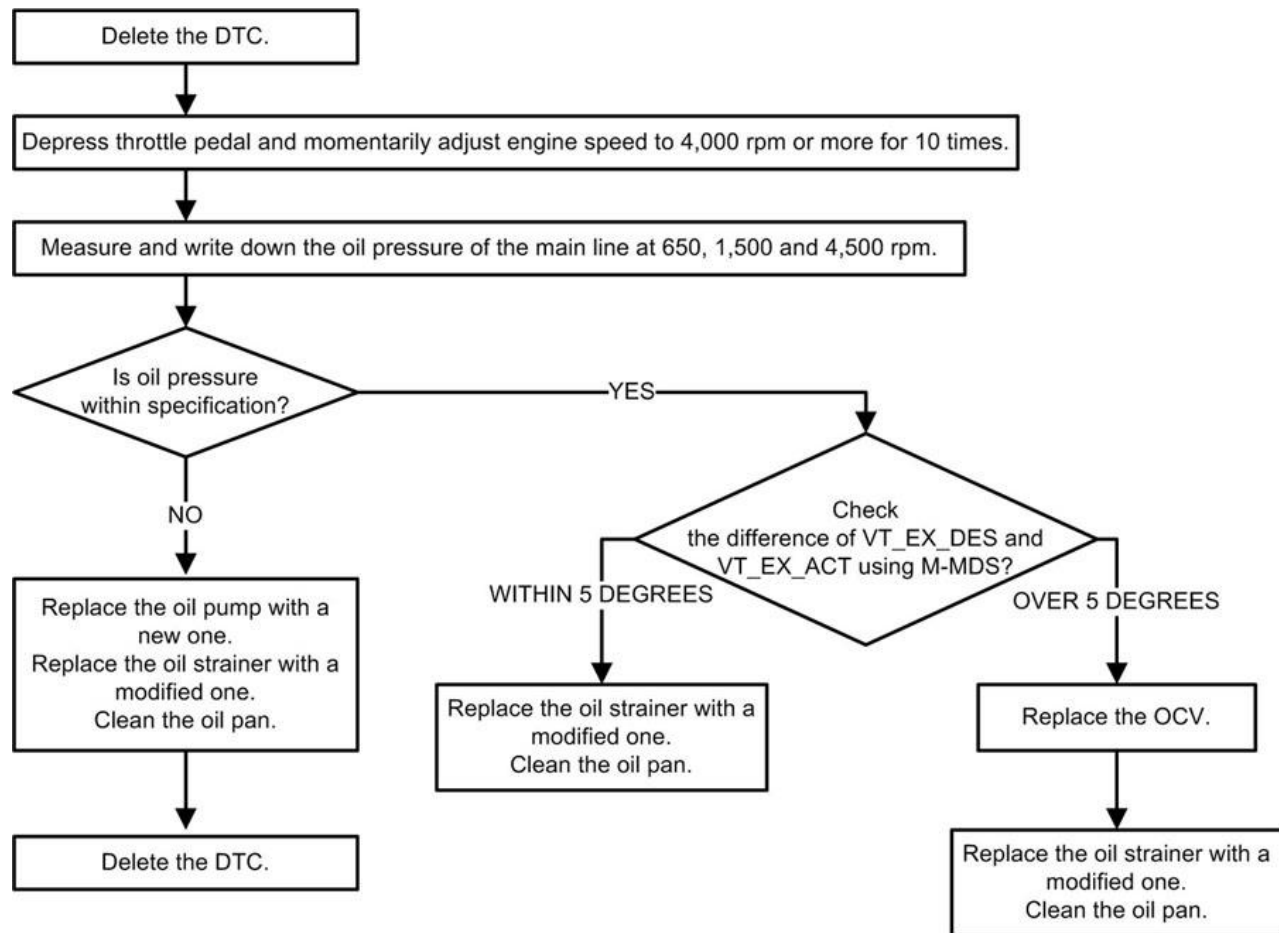 Delete the DTC.
Depress throttle pedal and momentarily adjust engine speed to 4,000 rpm or more for 10 times.
Measure and write down the oil pressure of the main line at 650, 1,500 and 4,500 rpm.
Is oil pressure
within specification?
YES
NO
Check
the difference of VT_EX_DES and
VT_EX_ACT using M-MDS?
WITHIN 5 DEGREES
OVER 5 DEGREES
Replace the oil pump with a
new one.
Replace the oil strainer with a
modified one.
Clean the oil pan.
Replace the oil strainer with a
modified one.
Clean the oil pan.
Replace the OCV.
Delete the DTC.
Replace the oil strainer with a
modified one.
Clean the oil pan.